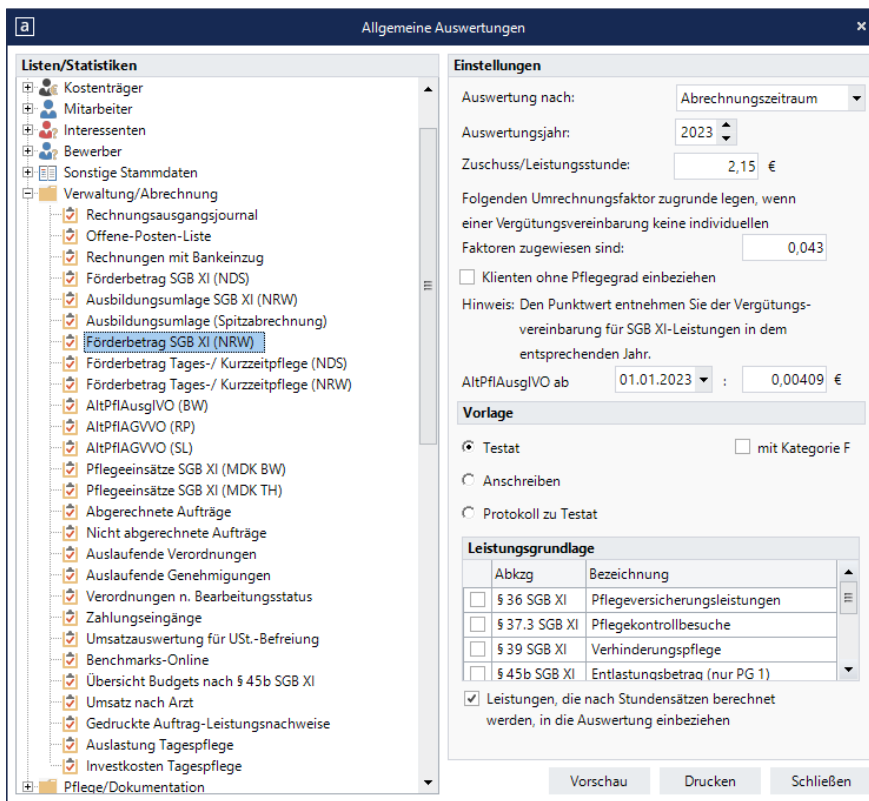 a
Allgemeine Auswertungen
×
Listen/Statistiken
Kostenträger
Mitarbeiter
Interessenten
Bewerber
Sonstige Stammdaten
Verwaltung/Abrechnung
Rechnungsausgangsjournal
Offene-Posten-Liste
Rechnungen mit Bankeinzug
Förderbetrag SGB XI (NDS)
Ausbildungsumlage SGB XI (NRW)
Ausbildungsumlage (Spitzabrechnung)
Förderbetrag SGB XI (NRW)
Förderbetrag Tages-/ Kurzzeitpflege (NDS)
Förderbetrag Tages-/ Kurzzeitpflege (NRW)
AltPflAusglVO (BW)
AltPflAGVVO (RP)
AltPflAGVVO (SL)
Pflegeeinsätze SGB XI (MDK BW)
Pflegeeinsätze SGB XI (MDK TH)
Abgerechnete Aufträge
Nicht abgerechnete Aufträge
Auslaufende Verordnungen
Auslaufende Genehmigungen
Verordnungen n. Bearbeitungsstatus
Zahlungseingänge
Umsatzauswertung für USt.-Befreiung
Benchmarks-Online
Übersicht Budgets nach § 45b SGB XI
Umsatz nach Arzt
Gedruckte Auftrag-Leistungsnachweise
Auslastung Tagespflege
Investkosten Tagespflege
Pflege/Dokumentation
Einstellungen
Auswertung nach: Abrechnungszeitraum
Auswertungsjahr: 2023
Zuschuss/Leistungsstunde: 2,15 €
Folgenden Umrechnungsfaktor zugrunde legen, wenn
einer Vergütungsvereinbarung keine individuellen
Faktoren zugewiesen sind: 0,043
Klienten ohne Pflegegrad einbeziehen
Hinweis: Den Punktwert entnehmen Sie der Vergütungs-
vereinbarung für SGB XI-Leistungen in dem
entsprechenden Jahr.
AltPflAusglVO ab 01.01.2023 : 0,00409 €
Vorlage
Testat mit Kategorie F
Anschreiben
Protokoll zu Testat
Leistungsgrundlage
Abkzg Bezeichnung
§ 36 SGB XI Pflegeversicherungsleistungen
§ 37.3 SGB XI Pflegekontrollbesuche
§ 39 SGB XI Verhinderungspflege
§ 45b SGB XI Entlastungsbetrag (nur PG 1)
Leistungen, die nach Stundensätzen berechnet
werden, in die Auswertung einbeziehen
Vorschau Drucken Schließen